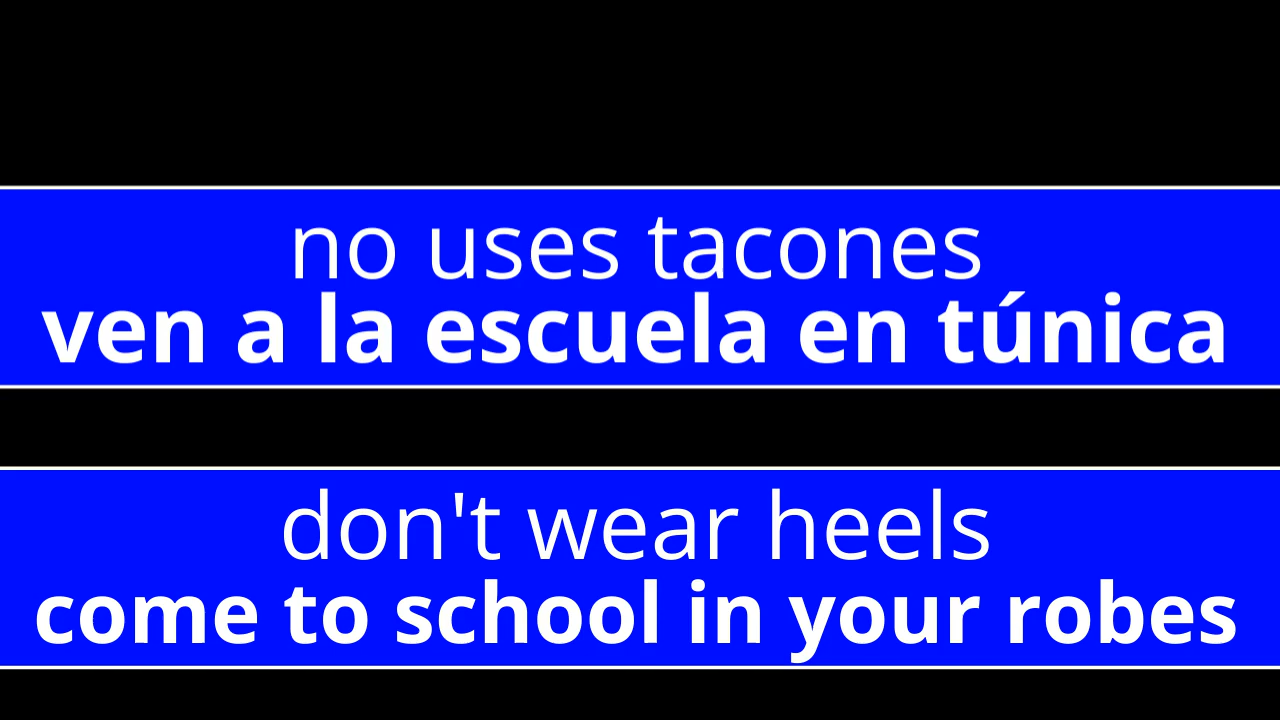 no uses tacones
ven a la escuela en túnica
don't wear heels
come to school in your robes